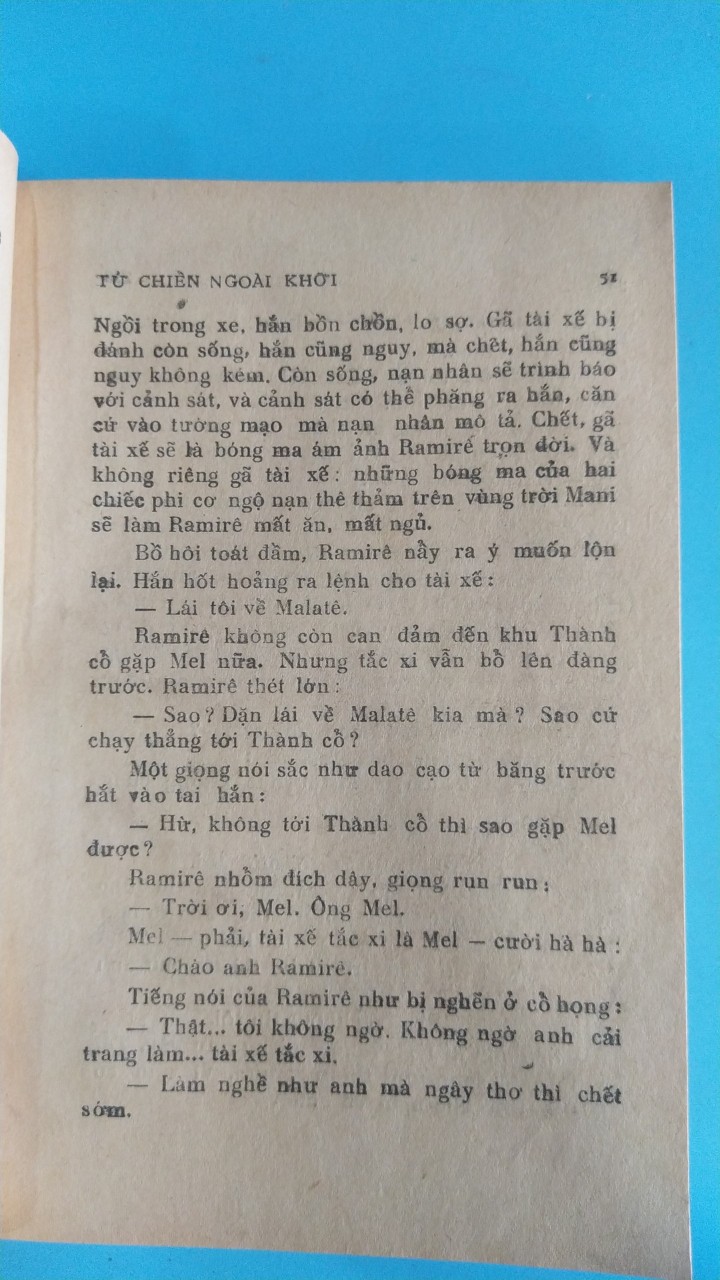 TỬ CHIẾN NGOÀI KHƠI 51
Ngồi trong xe, hắn bồn chồn, lo sợ. Gã tài xế bị
đánh còn sống, hắn cũng nguy, mà chết, hắn cũng
nguy không kém. Còn sống, nạn nhân sẽ trình báo
với cảnh sát, và cảnh sát có thể phăng ra hắn, căn
cứ vào tướng mạo mà nạn nhân mô tả. Chết, gã
tài xế sẽ là bóng ma ám ảnh Ramirê trọn đời. Và
không riêng gã tài xế : những bóng ma của hai
chiếc phi cơ ngộ nạn thê thảm trên vùng trời Mani
sẽ làm Ramirê mất ăn, mất ngủ.
Bồ hôi toát đầm, Ramirê nẩy ra ý muốn lộn
lại. Hắn hốt hoảng ra lệnh cho tài xế :
— Lái tôi về Malatê.
Ramirê không còn can đảm đến khu Thành
cổ gặp Mel nữa. Nhưng tắc xi vẫn bồ lên đàng
trước. Ramirê thét lớn :
— Sao ? Dặn lái về Malatê kia mà ? Sao cứ
chạy thẳng tới Thành cổ ?
Một giọng nói sắc như dao cạo từ băng trước
hắt vào tai hắn :
— Hừ, không tới Thành cổ thì sao gặp Mel
được ?
Ramirê nhổm đít dậy, giọng run run :
— Trời ơi, Mel. Ông Mel.
Mel — phải, tài xế tắc xi là Mel — cười hà hà :
— Chào anh Ramirê.
Tiếng nói của Ramirê như bị nghẽn ở cổ họng :
— Thật... tôi không ngờ. Không ngờ anh cải
trang làm... tài xế tắc xi.
— Làm nghề như anh mà ngây thơ thì chết
sớm.